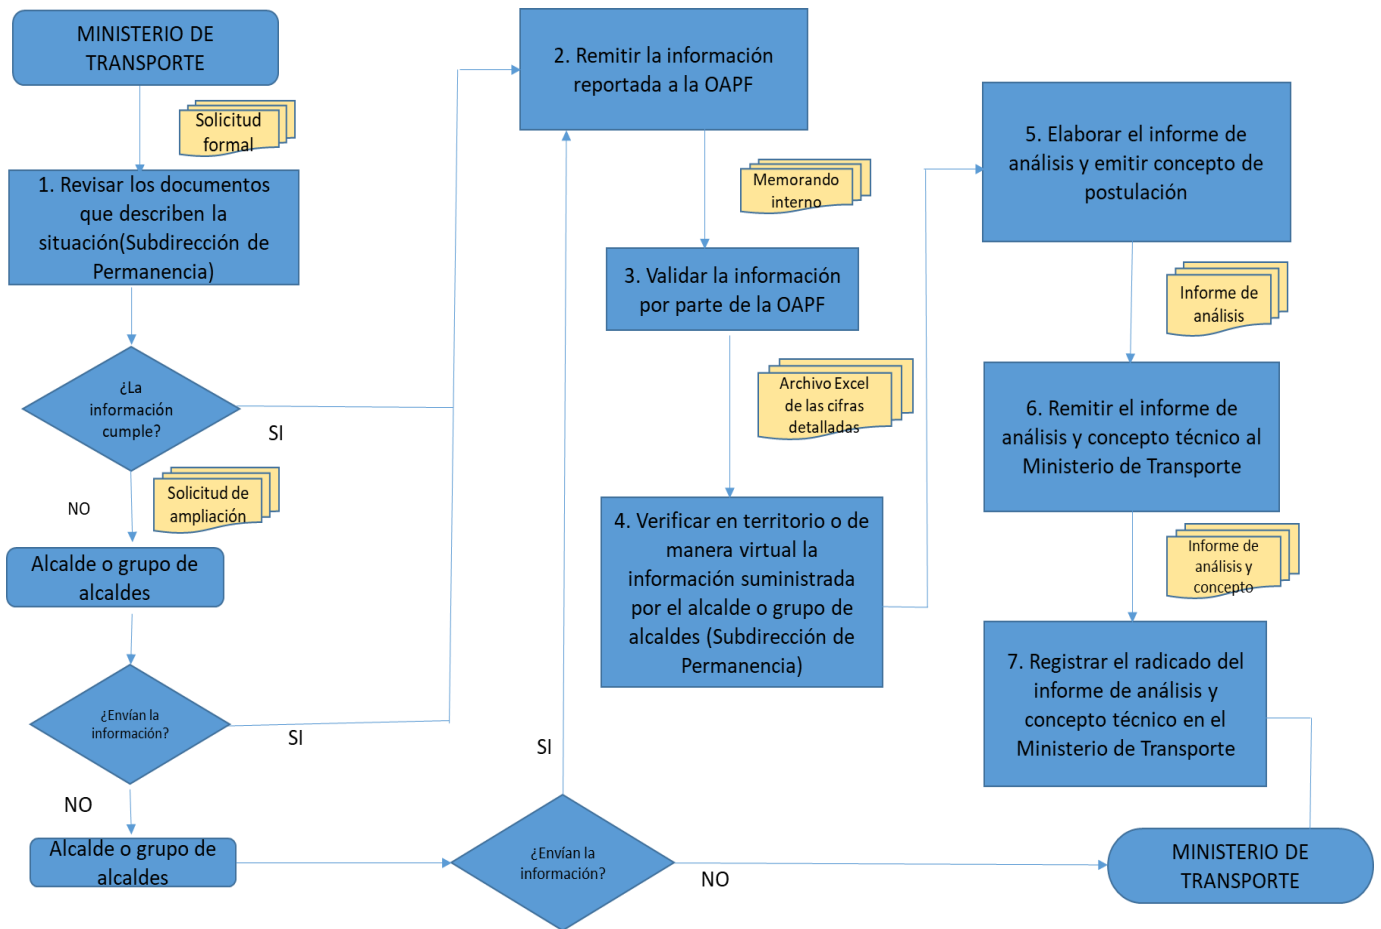 MINISTERIO DE
TRANSPORTE
Solicitud
formal
1. Revisar los documentos
que describen la
situación(Subdirección de
Permanencia)
¿La
información
cumple?
SI
NO
Solicitud de
ampliación
Alcalde o grupo de
alcaldes
¿Envían la
información?
SI
NO
Alcalde o grupo de
alcaldes
¿Envían la
información?
SI
NO
2. Remitir la información
reportada a la OAPF
Memorando
interno
3. Validar la información
por parte de la OAPF
Archivo Excel
de las cifras
detalladas
4. Verificar en territorio o de
manera virtual la
información suministrada
por el alcalde o grupo de
alcaldes (Subdirección de
Permanencia)
5. Elaborar el informe de
análisis y emitir concepto de
postulación
Informe de
análisis
6. Remitir el informe de
análisis y concepto técnico al
Ministerio de Transporte
Informe de
análisis y
concepto
7. Registrar el radicado del
informe de análisis y
concepto técnico en el
Ministerio de Transporte
MINISTERIO DE
TRANSPORTE